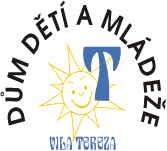 DŮM DĚTÍ A MLÁDEŽE
T
VILA TEREZA